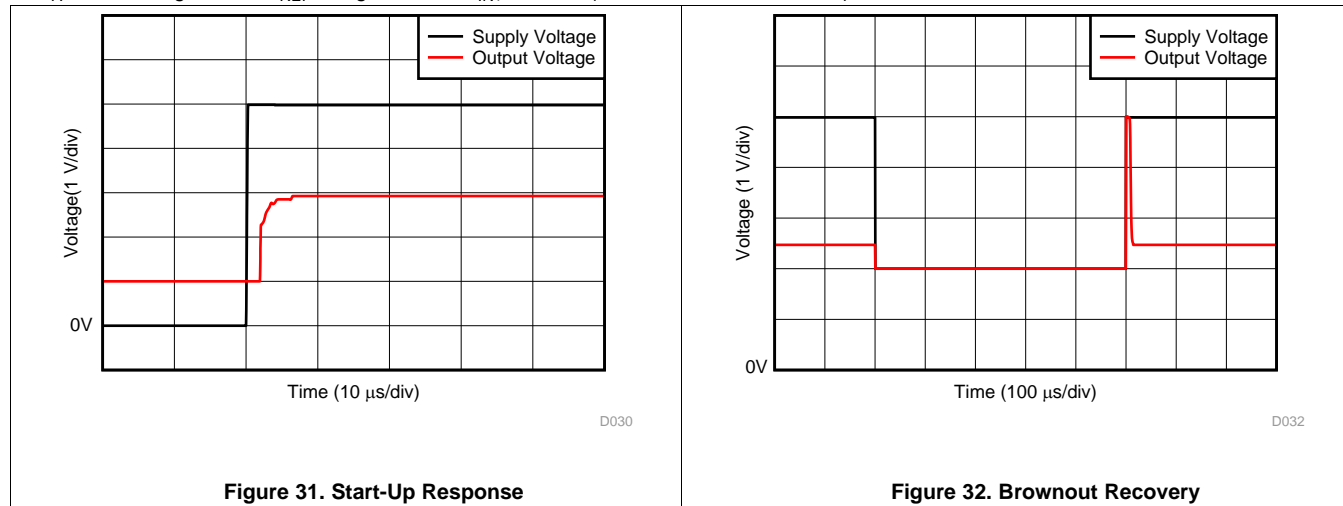 Supply Voltage
Output Voltage
Voltage(1 V/div)
0V
Time (10 μs/div)
D030
Figure 31. Start-Up Response
Supply Voltage
Output Voltage
Voltage (1 V/div)
0V
Time (100 μs/div)
D032
Figure 32. Brownout Recovery